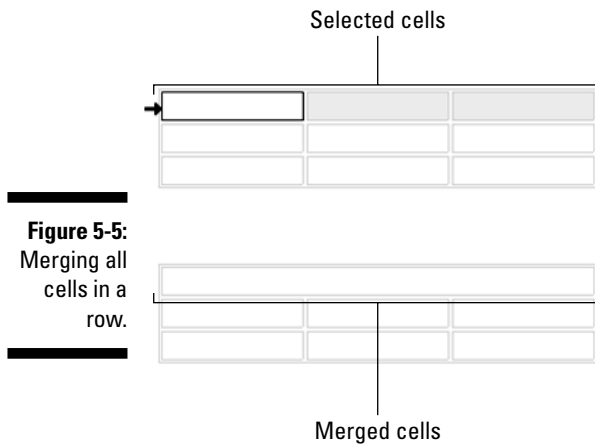 Selected cells
Figure 5-5:
Merging all
cells in a
row.
Merged cells